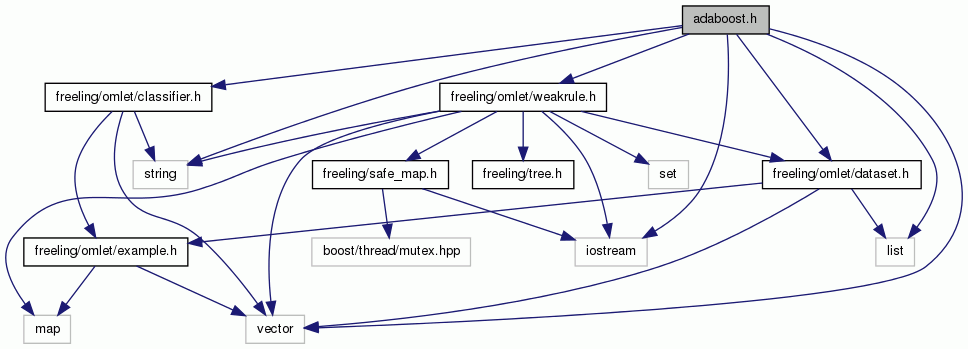 adaboost.h
freeling/omlet/classifier.h
freeling/omlet/weakrule.h
string
freeling/safe_map.h
freeling/tree.h
set
freeling/omlet/dataset.h
freeling/omlet/example.h
boost/thread/mutex.hpp
iostream
list
map
vector